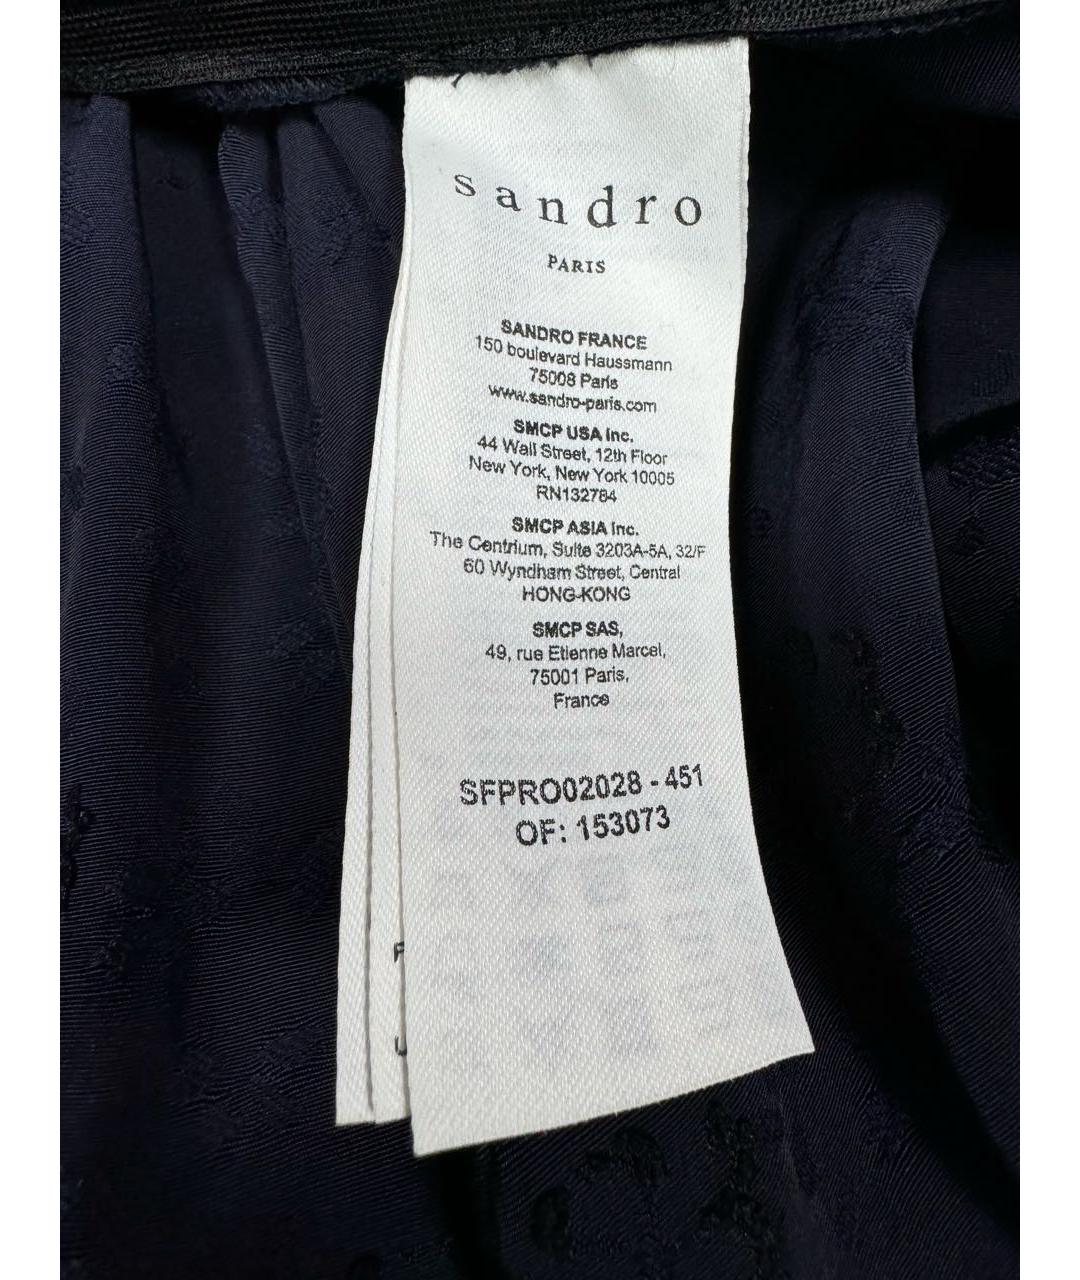 sandro
PARIS
SANDRO FRANCE
150 boulevard Haussmann
75008 Paris
www.sandro-paris.com
SMCP USA Inc.
44 Wall Street, 12th Floor
New York, New York 10005
RN132784
SMCP ASIA Inc.
The Centrium, Suite 3203A-5A, 32/F
60 Wyndham Street, Central
HONG-KONG
SMCP SAS,
49, rue Etienne Marcel,
75001 Paris,
France
SFPRO02028 - 451
OF: 153073